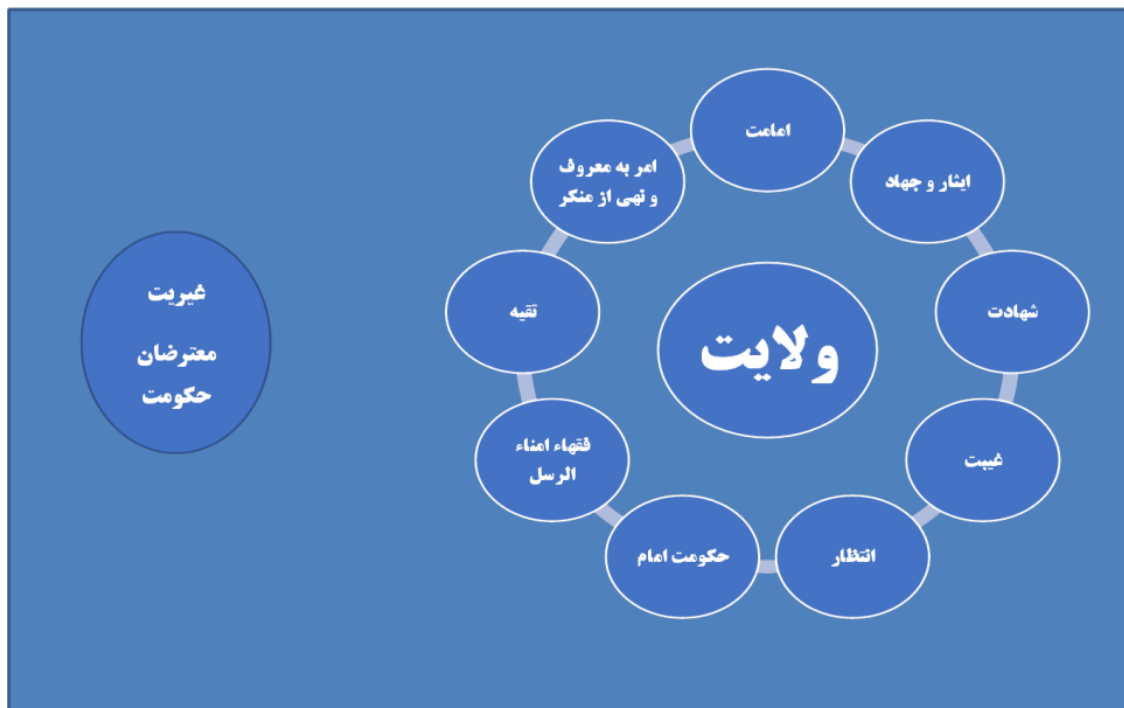 امامت
ایثار و جهاد
شهادت
غیبت
انتظار
حکومت امام
فقهاء امناء
الرسل
تقیه
امر به معروف
و نهی از منکر
ولایت
غیریت
معترضان
حکومت